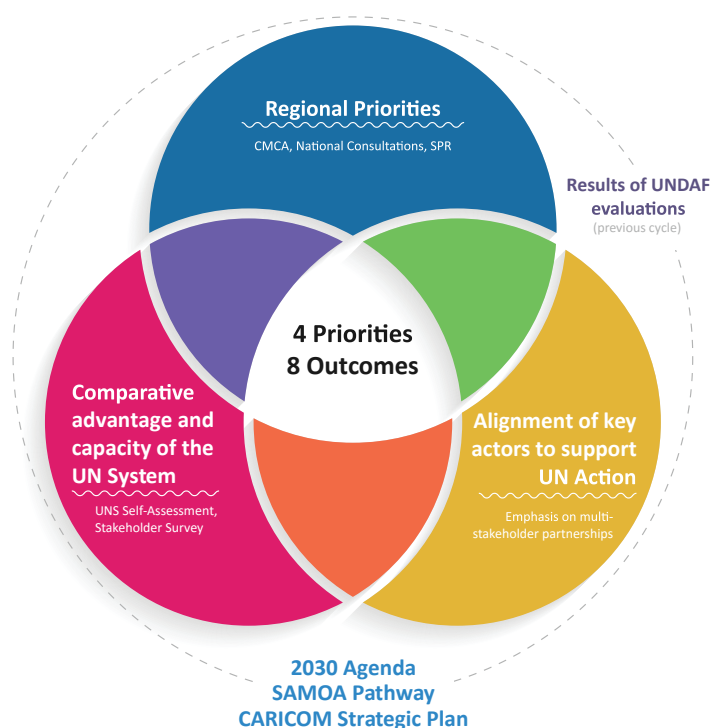 Regional Priorities
CMCA, National Consultations, SPR
Results of UNDAF
evaluations
(previous cycle)
4 Priorities
8 Outcomes
Comparative
advantage and
capacity of the
UN System
UNS Self-Assessment,
Stakeholder Survey
Alignment of key
actors to support
UN Action
Emphasis on multi-
stakeholder partnerships
2030 Agenda
SAMOA Pathway
CARICOM Strategic Plan